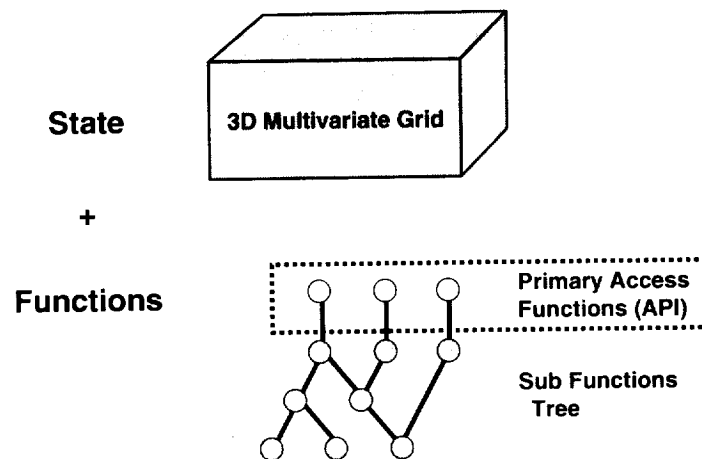 State
3D Multivariate Grid
+
Functions
Primary Access
Functions (API)
Sub Functions
Tree